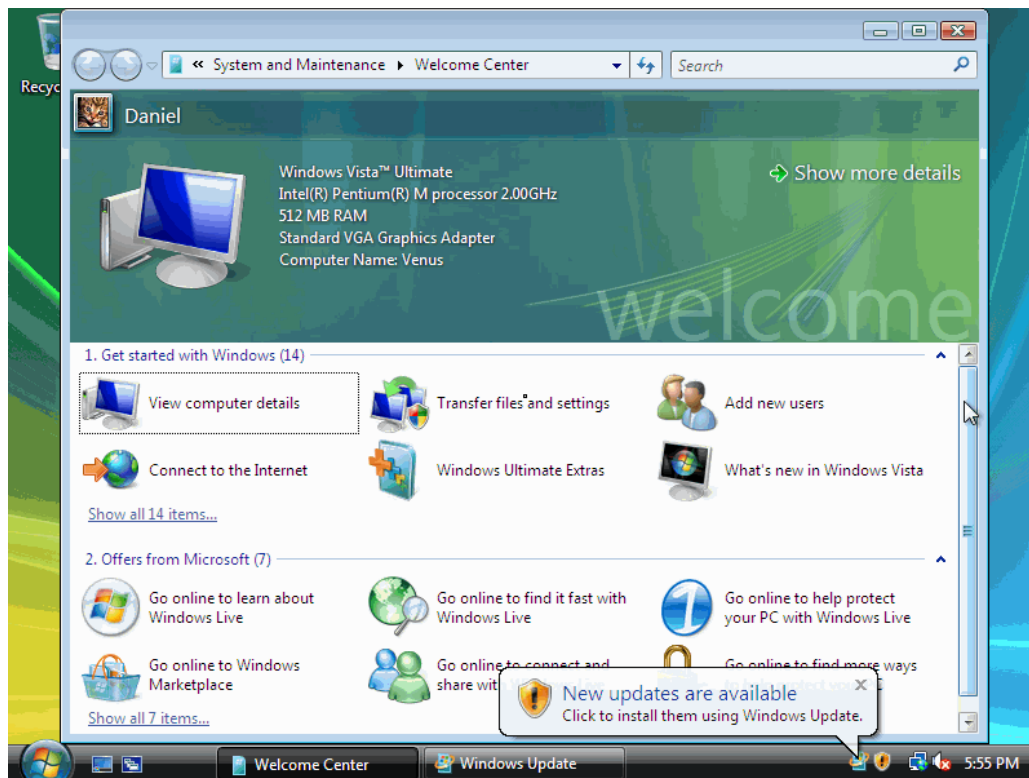 Recyc
« System and Maintenance ▸ Welcome Center
Search
Daniel
Windows Vista™ Ultimate
Intel(R) Pentium(R) M processor 2.00GHz
512 MB RAM
Standard VGA Graphics Adapter
Computer Name: Venus
Show more details
welcome
1. Get started with Windows (14)
View computer details
Transfer files and settings
Add new users
Connect to the Internet
Windows Ultimate Extras
What's new in Windows Vista
Show all 14 items...
2. Offers from Microsoft (7)
Go online to learn about
Windows Live
Go online to find it fast with
Windows Live
Go online to help protect
your PC with Windows Live
Go online to Windows
Marketplace
Go online to connect and
share wit
Go online to find more ways
Show all 7 items...
New updates are available
Click to install them using Windows Update.
Welcome Center
Windows Update
5:55 PM